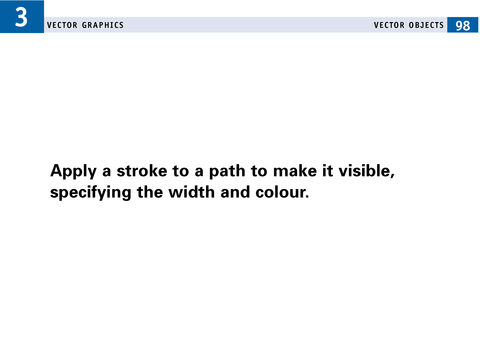 3
VECTOR GRAPHICS
VECTOR OBJECTS 98
Apply a stroke to a path to make it visible,
specifying the width and colour.